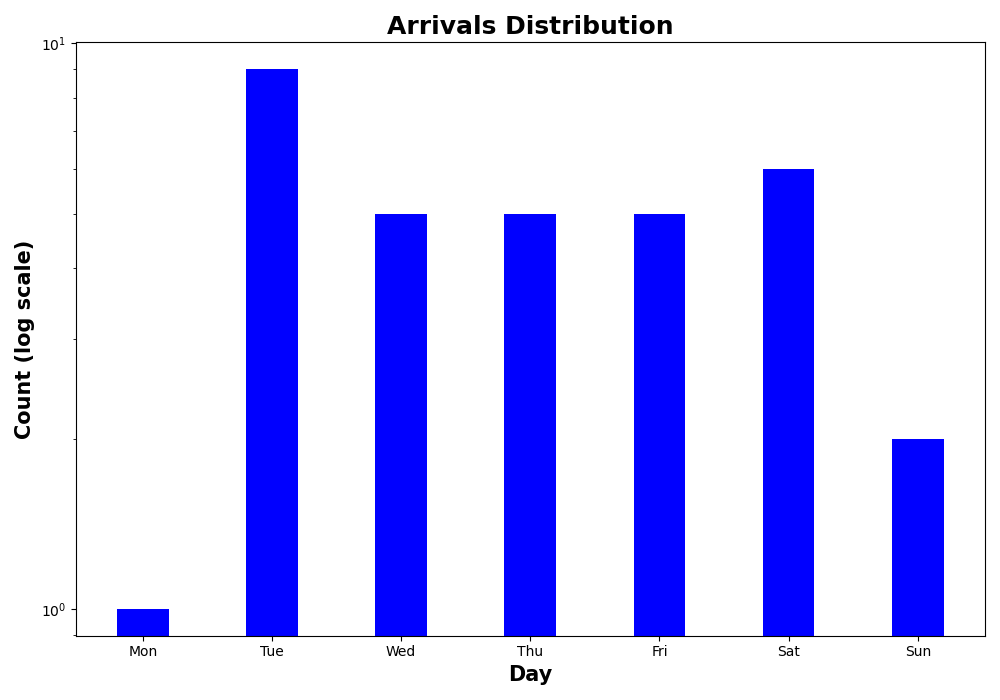 Arrivals Distribution
Count (log scale)
10¹
10⁰
Mon Tue Wed Thu Fri Sat Sun
Day